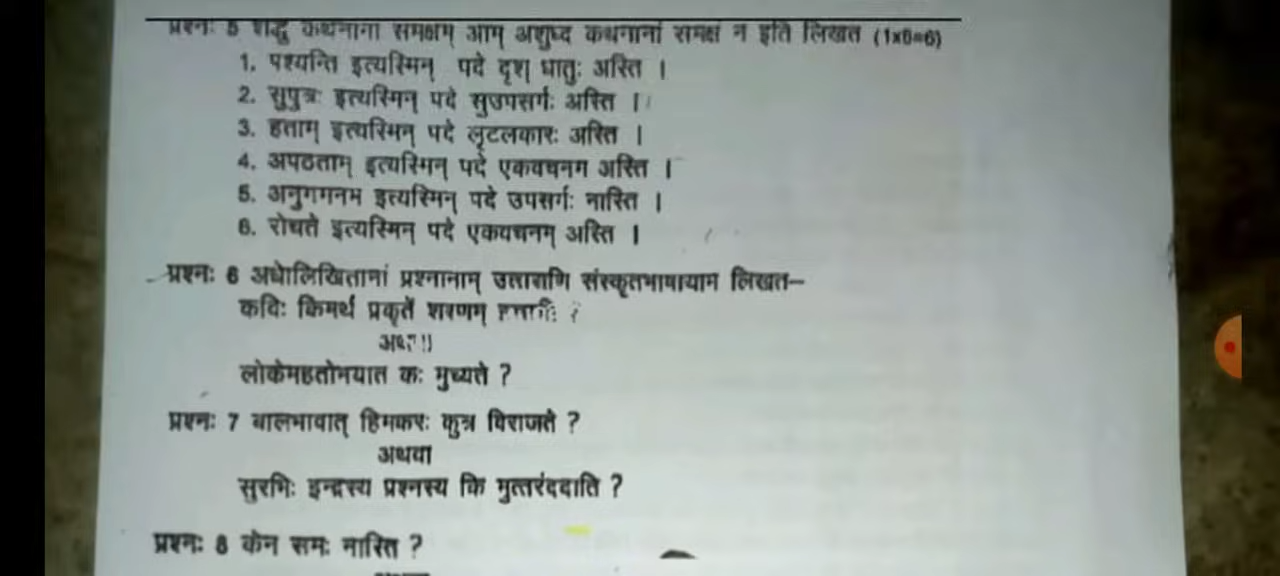 प्रश्नः 5 शद्धु कथनाना समक्षम् आम् अशुध्द कथनानां समक्षं न इति लिखत (1x6=6)
1. पश्यन्ति इत्यस्मिन् पदे दृश् धातुः अस्ति ।
2. सुपुत्रः इत्यस्मिन् पदे सुउपसर्गः अस्ति ।
3. हताम् इत्यस्मिन् पदे लृटलकारः अस्ति ।
4. अपठताम् इत्यस्मिन् पदे एकवचनग अस्ति ।
5. अनुगगनभ इत्यस्मिन् पदे उपसर्गः नास्ति ।
6. रोचते इत्यस्मिन् पदे एकवचनम् अस्ति ।
प्रश्नः 6 अधोलिखितानां प्रश्नानाम् उत्ताराणि संस्कृतभाषायाम लिखत–
कविः किमर्थ प्रकृतें शरणम् ?
लोकेमहतोभयात कः मुच्यते ?
प्रश्नः 7 बालभावात् हिमकरः कुत्र विराजते ?
अथवा
सुरभिः इन्द्रस्य प्रश्नस्य कि मुत्तरंददाति ?
प्रश्नः 8 केन समः नास्ति ?